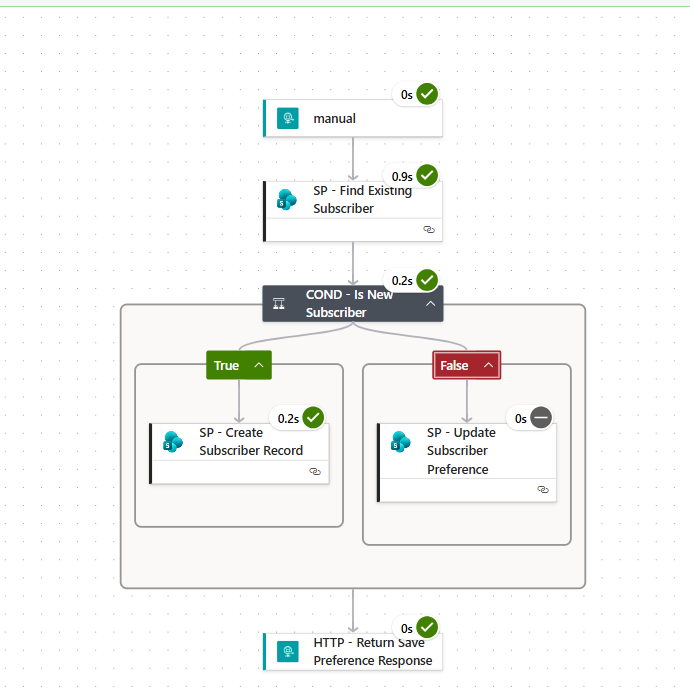 0s
manual
0.9s
SP - Find Existing
Subscriber
0.2s
COND - Is New
Subscriber
True
False
0.2s
SP - Create
Subscriber Record
0s
SP - Update
Subscriber
Preference
0s
HTTP - Return Save
Preference Response